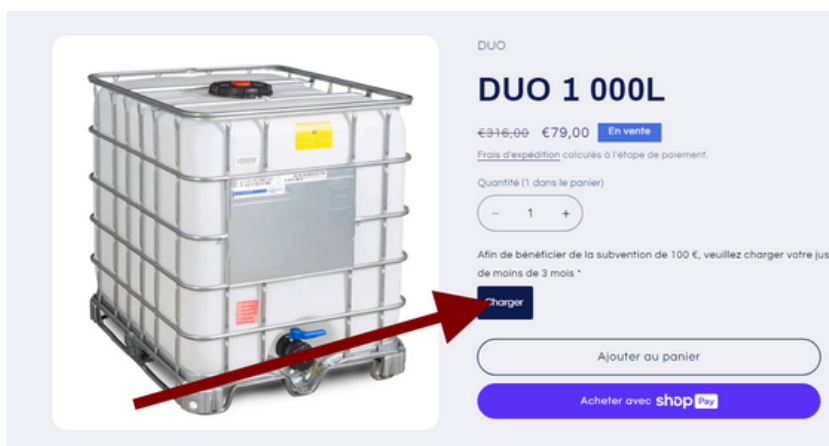 DUO
DUO 1 000L
€316,00 €79,00 En vente
Frais d'expédition calculés à l'étape de paiement.
Quantité (1 dans le panier)
− 1 +
Afin de bénéficier de la subvention de 100 €, veuillez charger votre jus
de moins de 3 mois *
Charger
Ajouter au panier
Acheter avec shop Pay